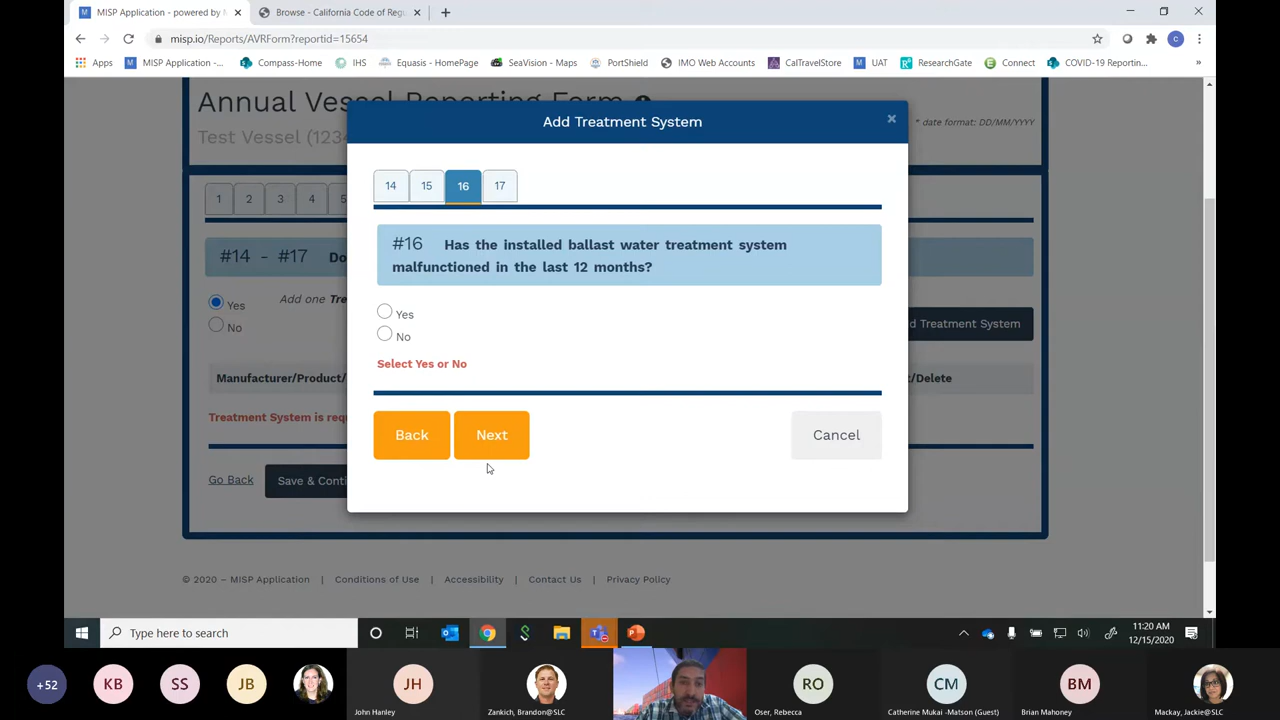 MISP Application - powered by M
Browse - California Code of Regu
misp.io/Reports/AVRForm?reportid=15654
C
Apps
MISP Application -...
Compass-Home
IHS
Equasis - HomePage
SeaVision - Maps
PortShield
IMO Web Accounts
CalTravelStore
UAT
ResearchGate
Connect
COVID-19 Reportin...
»
Annual Vessel Reporting Form
Test Vessel (1234
* date format: DD/MM/YYYY
Add Treatment System
×
1
2
3
4
5
14
15
16
17
#14 - #17 Do
#16 Has the installed ballast water treatment system
malfunctioned in the last 12 months?
Yes
No
Add one Tre
d Treatment System
Yes
No
Select Yes or No
Manufacturer/Product/
t/Delete
Treatment System is requ
Back
Next
Cancel
Go Back
Save & Conti
© 2020 – MISP Application | Conditions of Use | Accessibility | Contact Us | Privacy Policy
Type here to search
11:20 AM
12/15/2020
+52
KB
SS
JB
JH
RO
CM
BM
John Hanley
Zankich, Brandon@SLC
Oser, Rebecca
Catherine Mukai -Matson (Guest)
Brian Mahoney
Mackay, Jackie@SLC